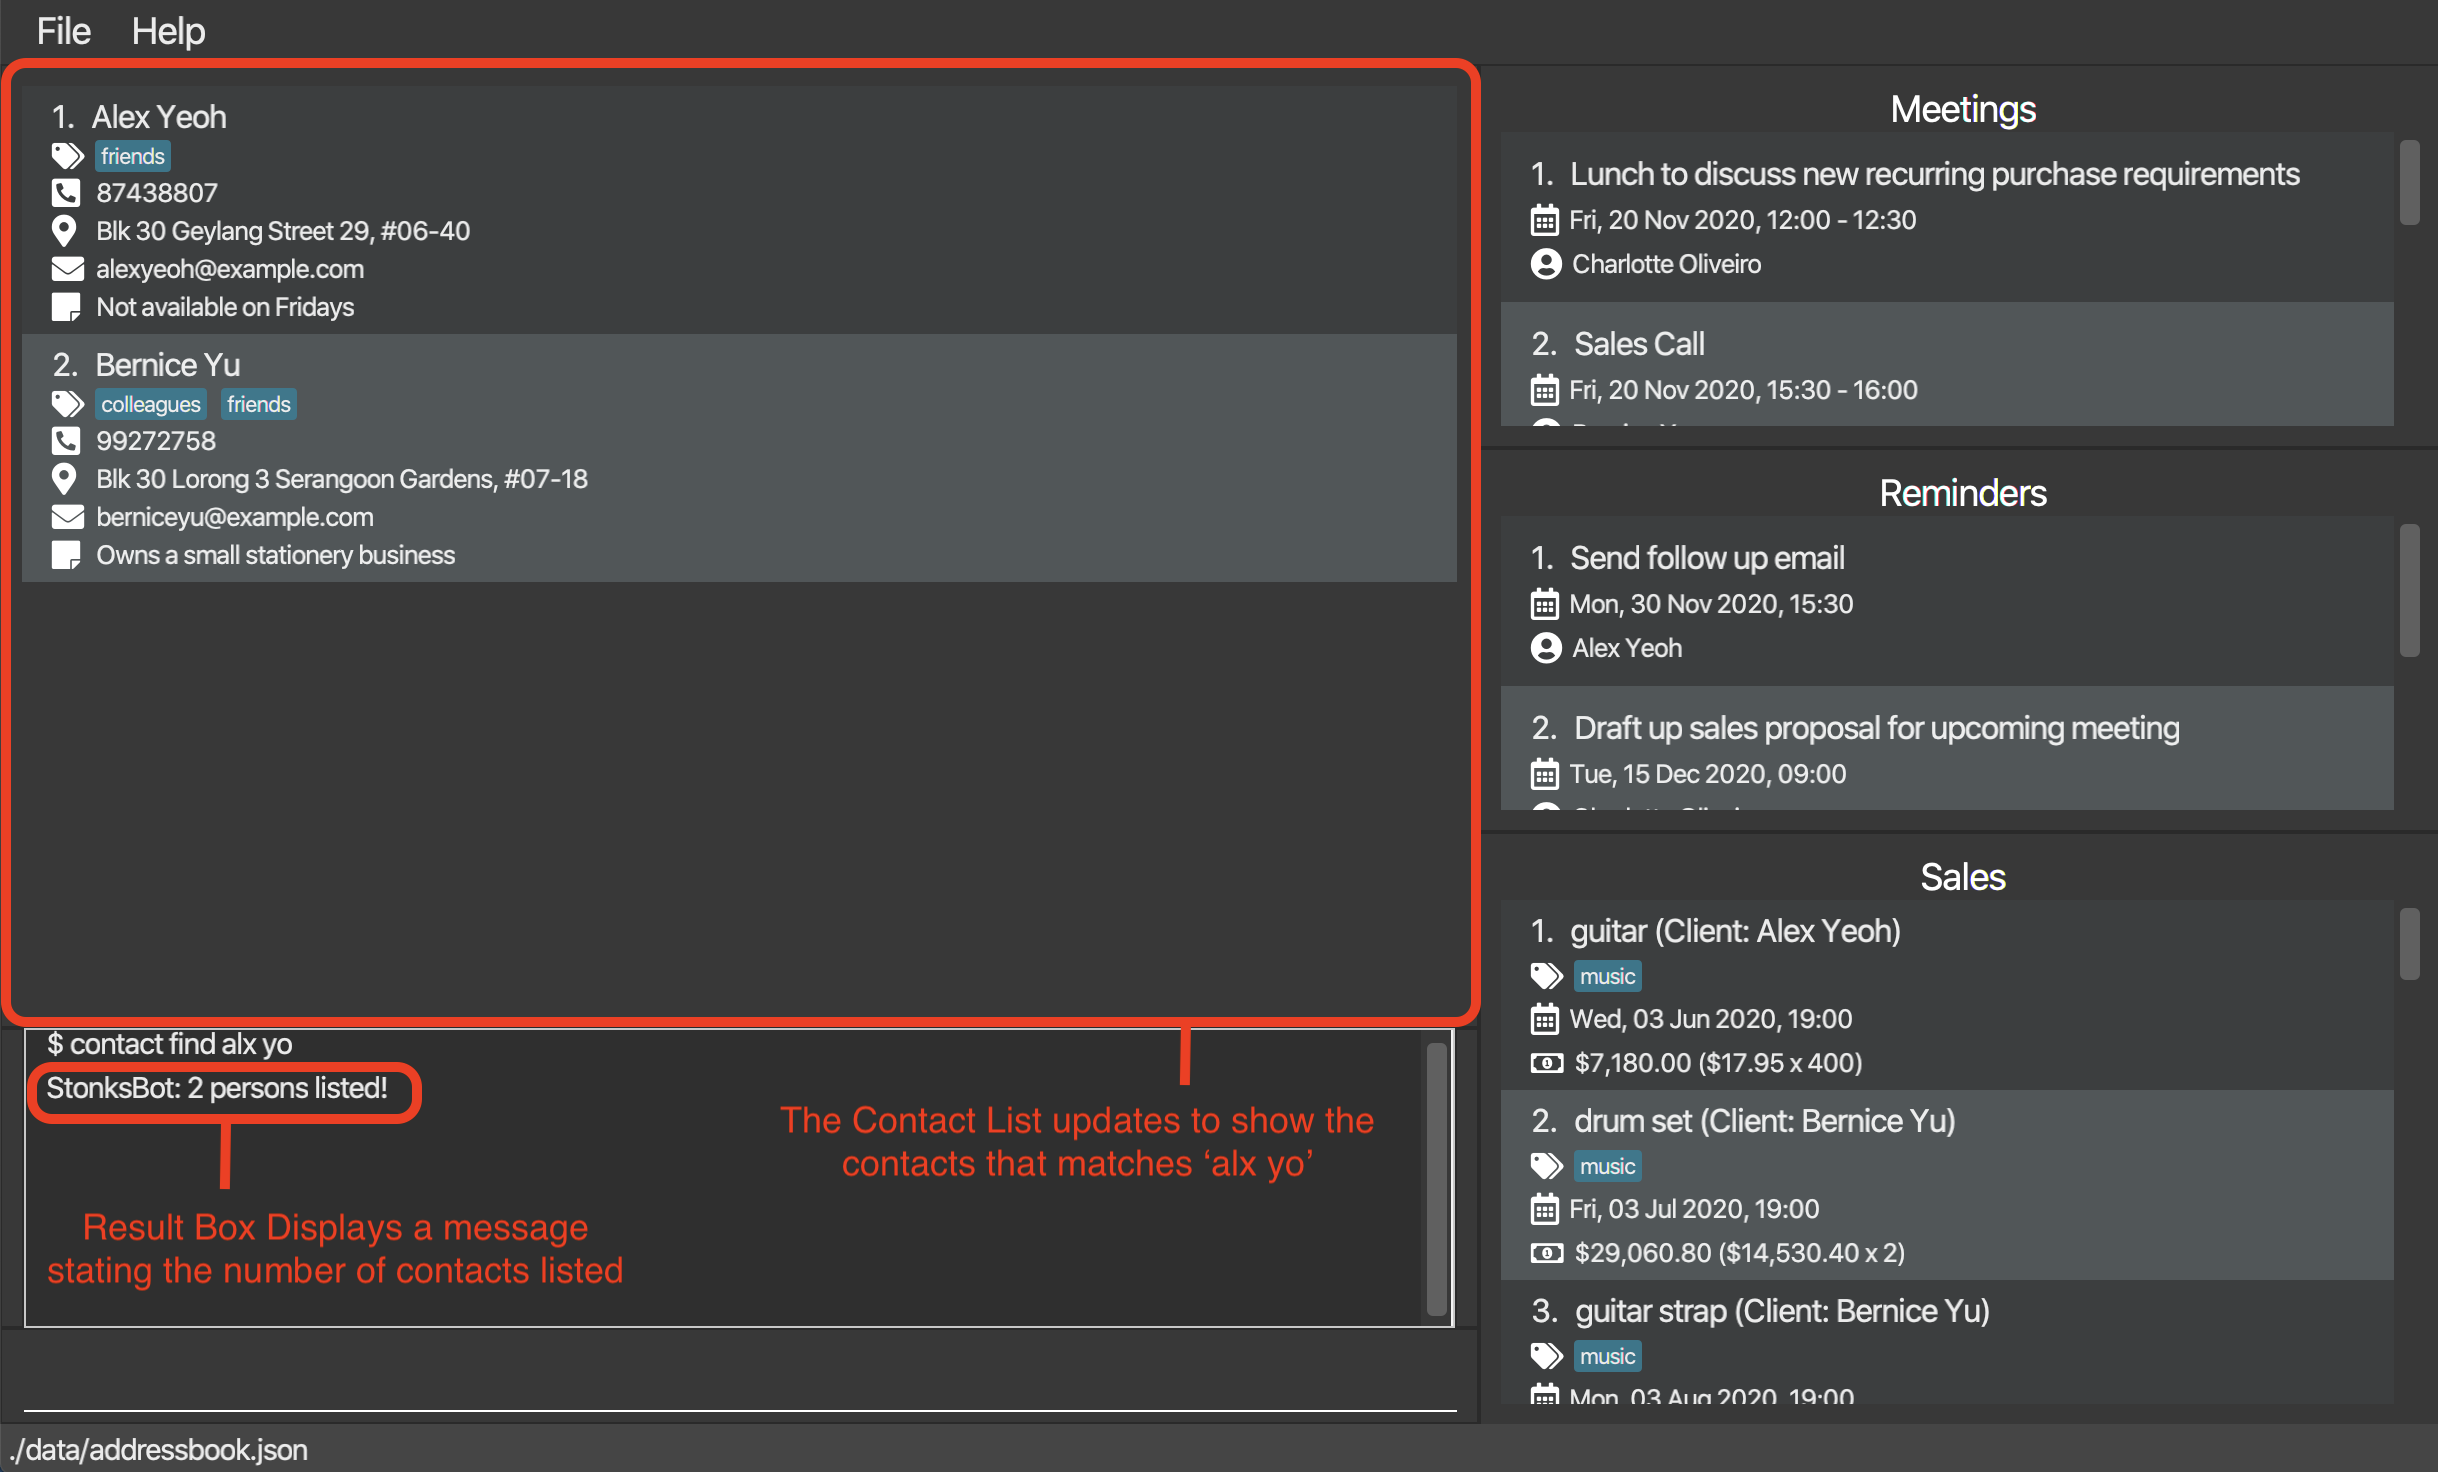 File Help
1. Alex Yeoh
friends
87438807
Blk 30 Geylang Street 29, #06-40
alexyeoh@example.com
Not available on Fridays
2. Bernice Yu
colleagues friends
99272758
Blk 30 Lorong 3 Serangoon Gardens, #07-18
berniceyu@example.com
Owns a small stationery business
$ contact find alx yo
StonksBot: 2 persons listed!
The Contact List updates to show the
contacts that matches ‘alx yo’
Result Box Displays a message
stating the number of contacts listed
./data/addressbook.json
Meetings
1. Lunch to discuss new recurring purchase requirements
Fri, 20 Nov 2020, 12:00 - 12:30
Charlotte Oliveiro
2. Sales Call
Fri, 20 Nov 2020, 15:30 - 16:00
Reminders
1. Send follow up email
Mon, 30 Nov 2020, 15:30
Alex Yeoh
2. Draft up sales proposal for upcoming meeting
Tue, 15 Dec 2020, 09:00
Sales
1. guitar (Client: Alex Yeoh)
music
Wed, 03 Jun 2020, 19:00
$7,180.00 ($17.95 x 400)
2. drum set (Client: Bernice Yu)
music
Fri, 03 Jul 2020, 19:00
$29,060.80 ($14,530.40 x 2)
3. guitar strap (Client: Bernice Yu)
music
Mon, 03 Aug 2020, 19:00